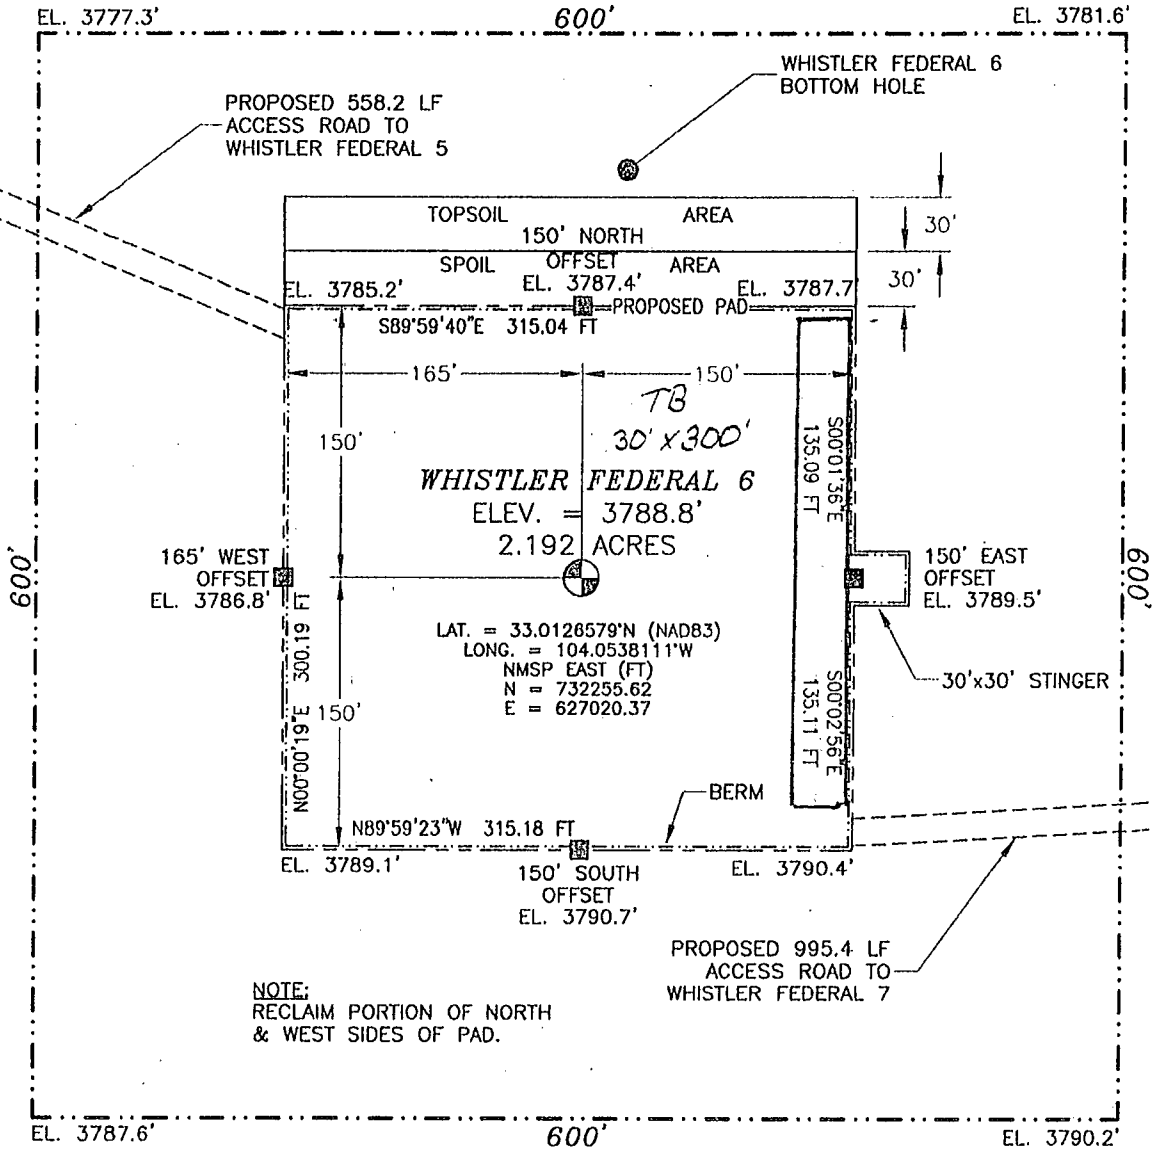 EL. 3777.3'
600'
EL. 3781.6'
WHISTLER FEDERAL 6
BOTTOM HOLE
PROPOSED 558.2 LF
ACCESS ROAD TO
WHISTLER FEDERAL 5
TOPSOIL AREA
30'
150' NORTH
OFFSET
EL. 3787.4'
SPOIL AREA
30'
EL. 3785.2'
EL. 3787.7'
PROPOSED PAD
S89°59'40"E 315.04 FT
165'
150'
TB
30' x 300'
150'
WHISTLER FEDERAL 6
ELEV. = 3788.8'
2.192 ACRES
S00°01'36"E
135.09 FT
600'
165' WEST
OFFSET
EL. 3786.8'
150' EAST
OFFSET
EL. 3789.5'
600'
LAT. = 33.0126579°N (NAD83)
LONG. = 104.0538111°W
NMSP EAST (FT)
N = 732255.62
E = 627020.37
N00°00'19"E 300.19 FT
150'
S00°02'56"E
135.11 FT
30'x30' STINGER
BERM
N89°59'23"W 315.18 FT
EL. 3789.1'
150' SOUTH
OFFSET
EL. 3790.7'
EL. 3790.4'
PROPOSED 995.4 LF
ACCESS ROAD TO
WHISTLER FEDERAL 7
NOTE:
RECLAIM PORTION OF NORTH
& WEST SIDES OF PAD.
EL. 3787.6'
600'
EL. 3790.2'